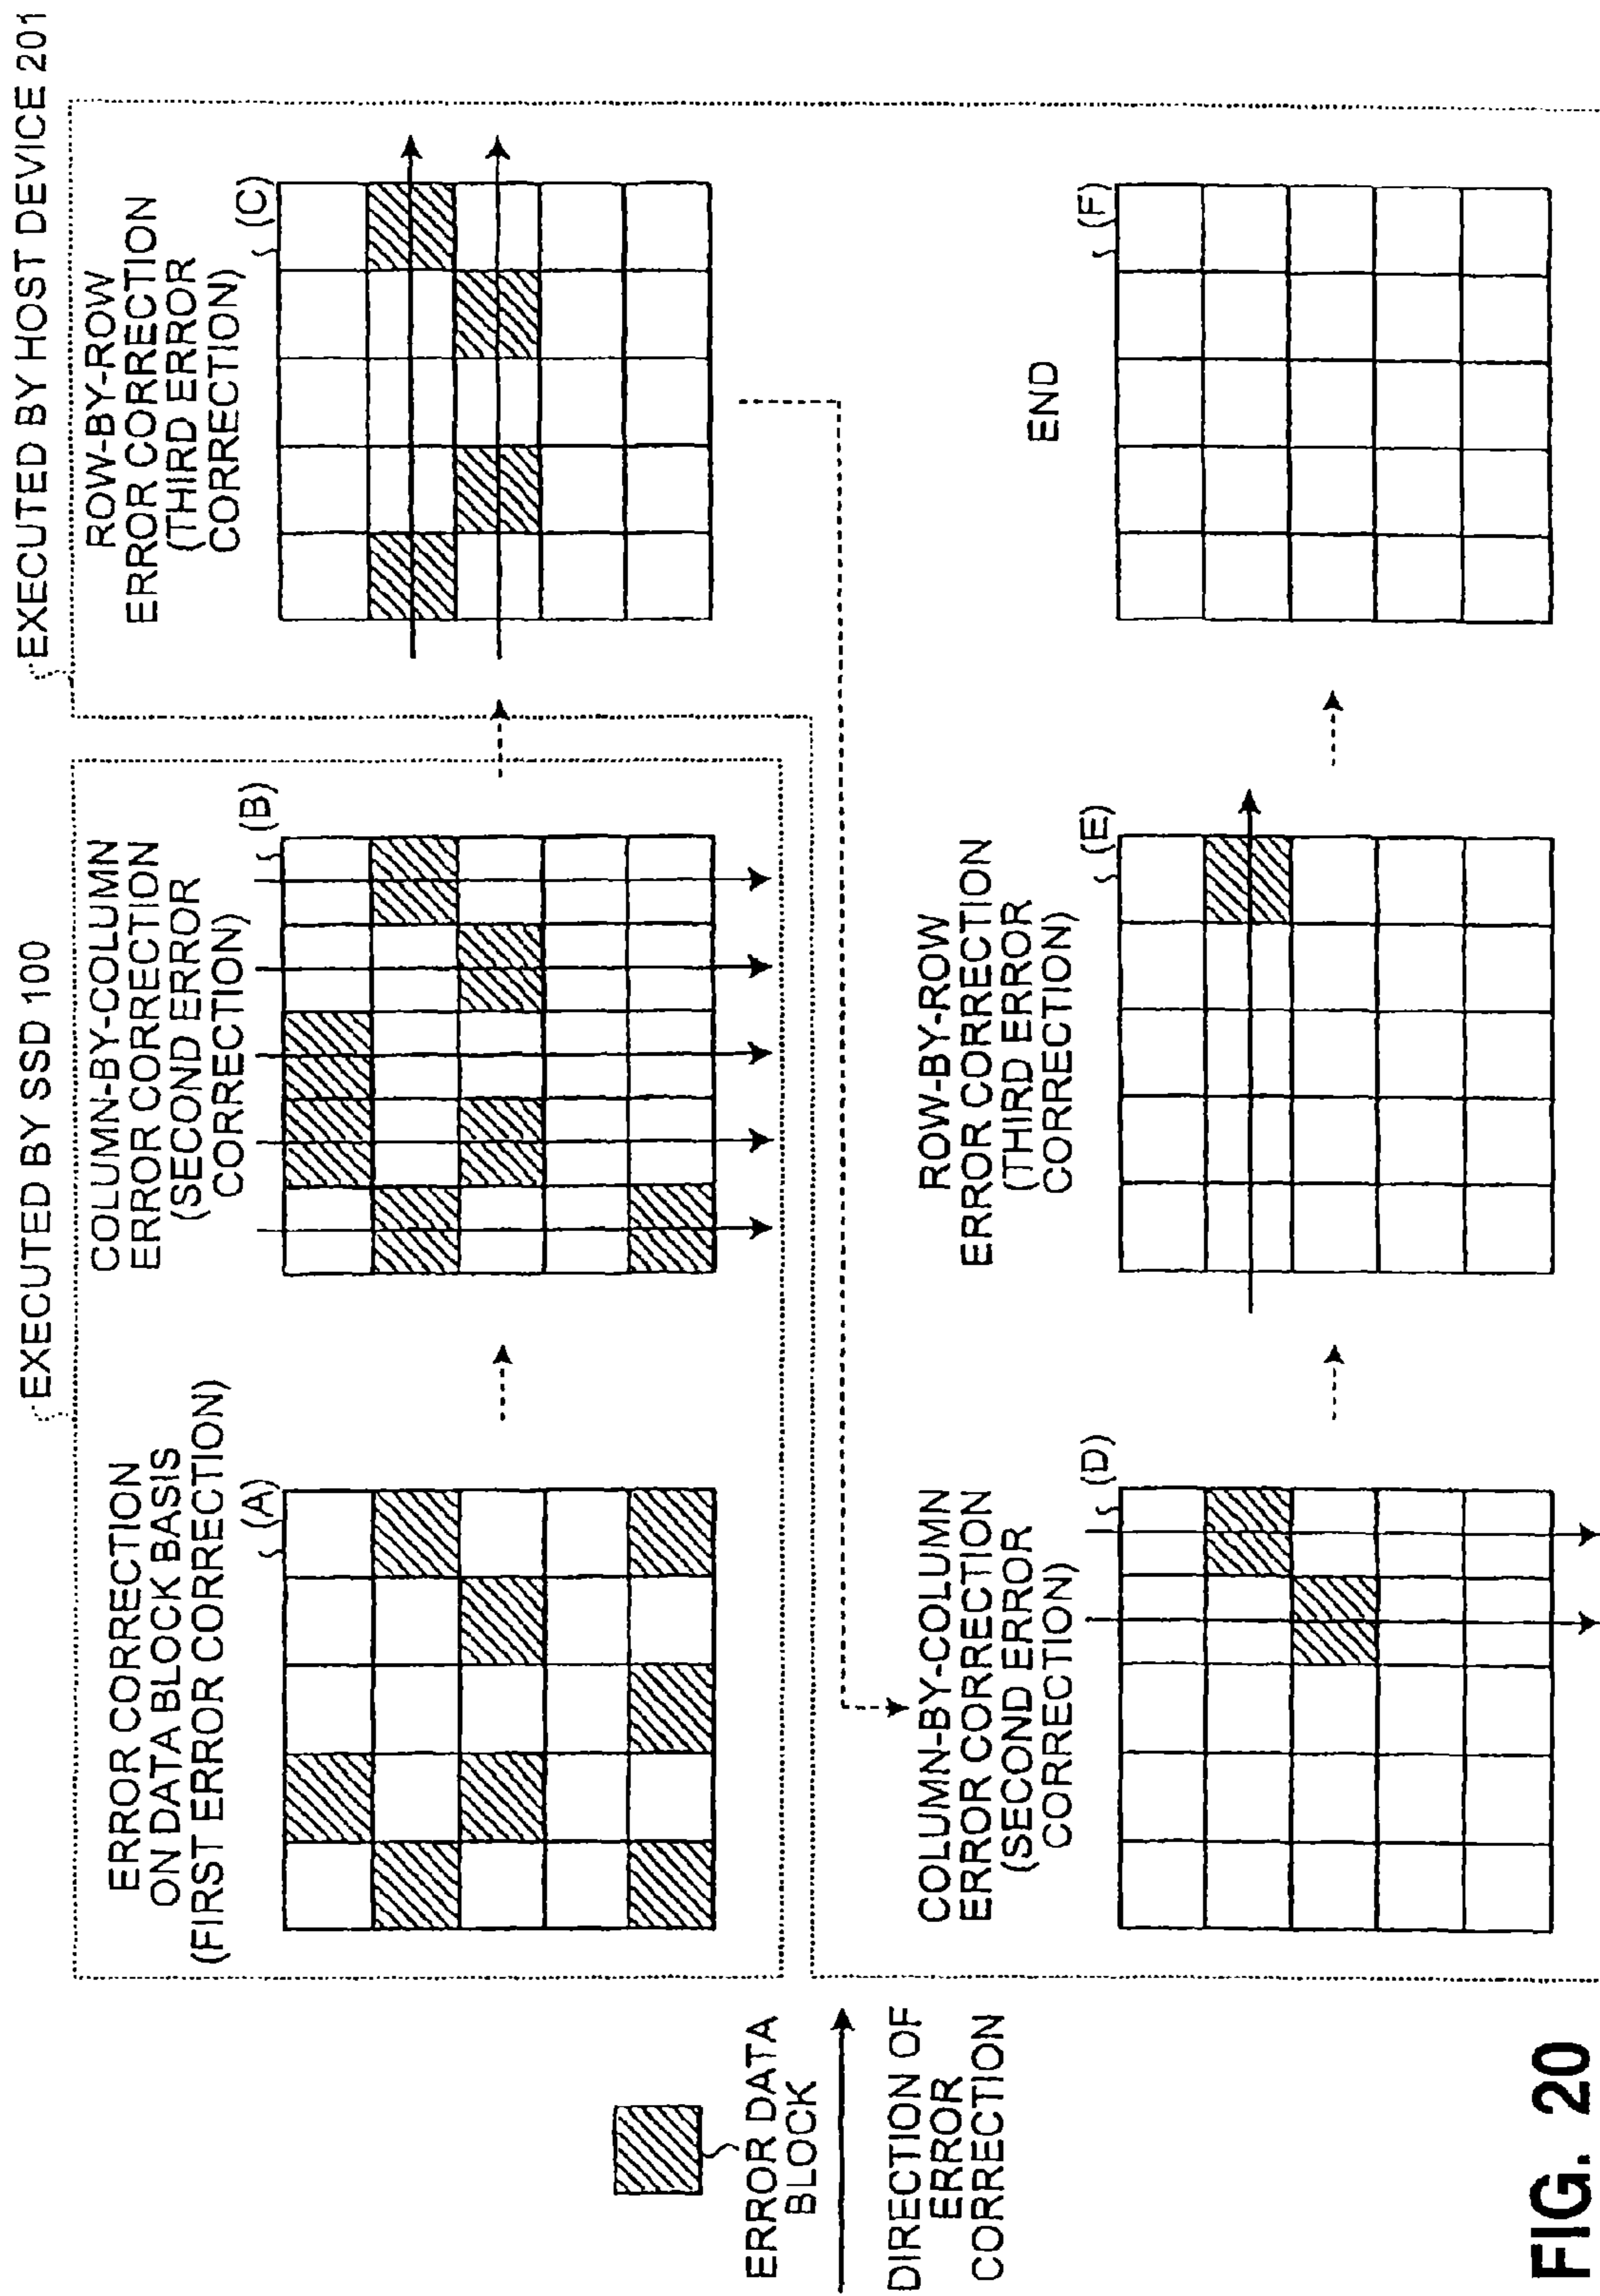 EXECUTED BY SSD 100
EXECUTED BY HOST DEVICE 201
ERROR CORRECTION
ON DATA BLOCK BASIS
(FIRST ERROR CORRECTION)
(A)
COLUMN-BY-COLUMN
ERROR CORRECTION
(SECOND ERROR
CORRECTION)
(B)
ROW-BY-ROW
ERROR CORRECTION
(THIRD ERROR
CORRECTION)
(C)
ERROR DATA
BLOCK
DIRECTION OF
ERROR
CORRECTION
COLUMN-BY-COLUMN
ERROR CORRECTION
(SECOND ERROR
CORRECTION)
(D)
ROW-BY-ROW
ERROR CORRECTION
(THIRD ERROR
CORRECTION)
(E)
END
(F)
FIG. 20